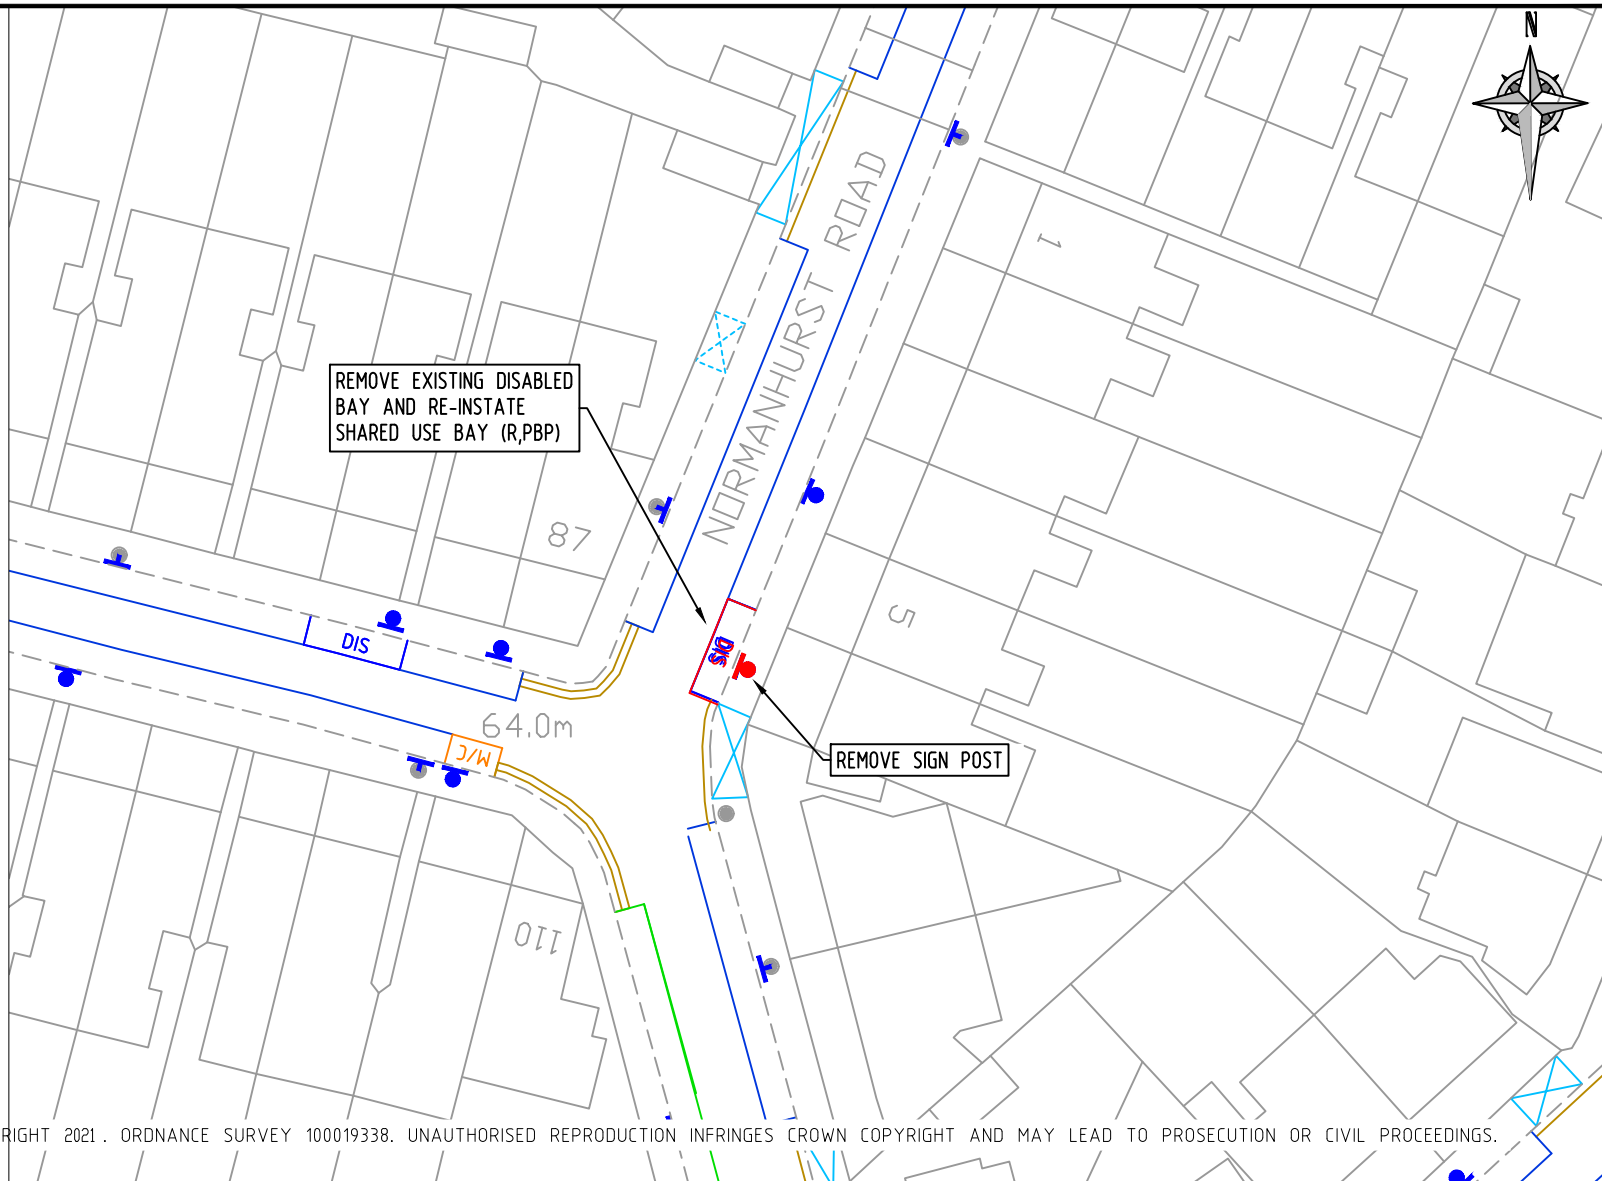 N
NORMANHURST ROAD
1
REMOVE EXISTING DISABLED
BAY AND RE-INSTATE
SHARED USE BAY (R,PBP)
87
5
DIS
64.0m
M/C
REMOVE SIGN POST
110
RIGHT 2021. ORDNANCE SURVEY 100019338. UNAUTHORISED REPRODUCTION INFRINGES CROWN COPYRIGHT AND MAY LEAD TO PROSECUTION OR CIVIL PROCEEDINGS.